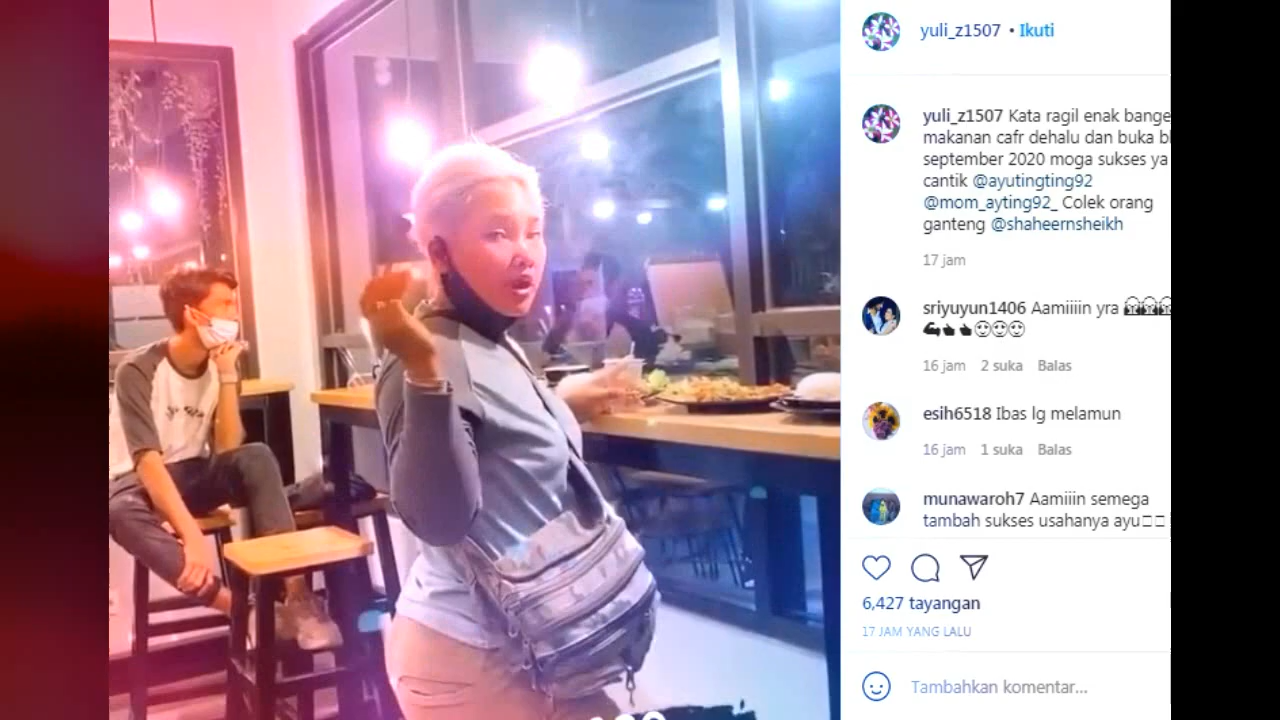 yuli_z1507 • Ikuti
yuli_z1507 Kata ragil enak bange
makanan cafr dehalu dan buka bl
september 2020 moga sukses ya
cantik @ayutingting92
@mom_ayting92_ Colek orang
ganteng @shaheernsheikh
17 jam
sriyuyun1406 Aamiiiin yra
16 jam 2 suka Balas
esih6518 Ibas lg melamun
16 jam 1 suka Balas
munawaroh7 Aamiiin semega
tambah sukses usahanya ayu
6,427 tayangan
17 JAM YANG LALU
Tambahkan komentar...